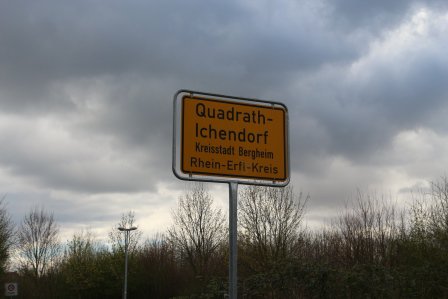 Quadrath-
Ichendorf
Kreisstadt Bergheim
Rhein-Erft-Kreis